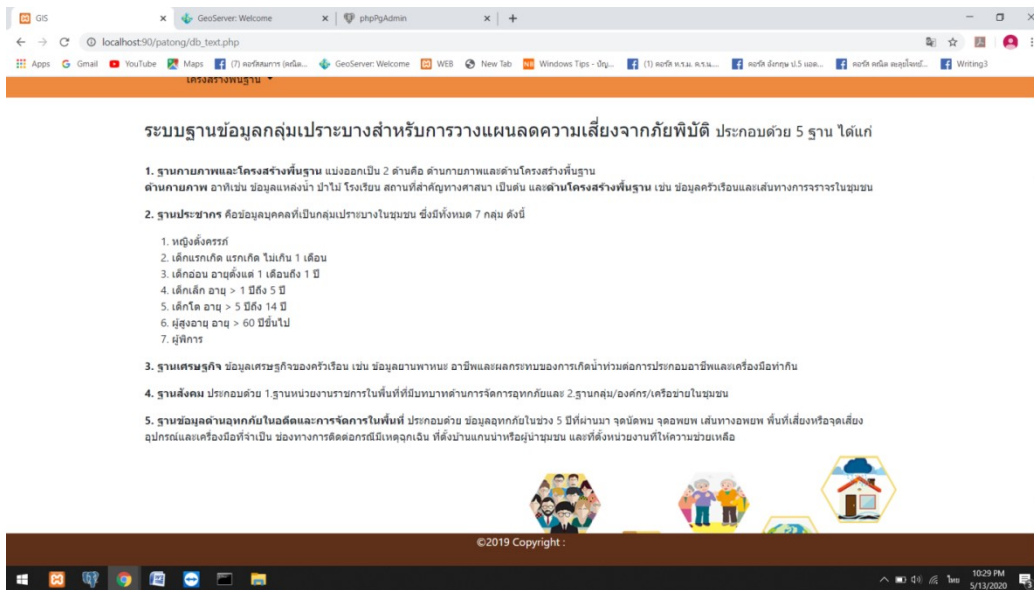 GIS
GeoServer: Welcome
phpPgAdmin
localhost:90/patong/db_text.php
Apps
Gmail
YouTube
Maps
GeoServer: Welcome
WEB
New Tab
Writing3
โครงสร้างพื้นฐาน
ระบบฐานข้อมูลกลุ่มเปราะบางสำหรับการวางแผนลดความเสี่ยงจากภัยพิบัติ ประกอบด้วย 5 ฐาน ได้แก่
1. ฐานกายภาพและโครงสร้างพื้นฐาน แบ่งออกเป็น 2 ด้านคือ ด้านกายภาพและด้านโครงสร้างพื้นฐาน
ด้านกายภาพ อาทิเช่น ข้อมูลแหล่งน้ำ ป่าไม้ โรงเรียน สถานที่สำคัญทางศาสนา เป็นต้น และด้านโครงสร้างพื้นฐาน เช่น ข้อมูลครัวเรือนและเส้นทางการจราจรในชุมชน
2. ฐานประชากร คือข้อมูลบุคคลที่เป็นกลุ่มเปราะบางในชุมชน ซึ่งมีทั้งหมด 7 กลุ่ม ดังนี้
1. หญิงตั้งครรภ์
2. เด็กแรกเกิด แรกเกิด ไม่เกิน 1 เดือน
3. เด็กอ่อน อายุตั้งแต่ 1 เดือนถึง 1 ปี
4. เด็กเล็ก อายุ > 1 ปีถึง 5 ปี
5. เด็กโต อายุ > 5 ปีถึง 14 ปี
6. ผู้สูงอายุ อายุ > 60 ปีขึ้นไป
7. ผู้พิการ
3. ฐานเศรษฐกิจ ข้อมูลเศรษฐกิจของครัวเรือน เช่น ข้อมูลยานพาหนะ อาชีพและผลกระทบของการเกิดน้ำท่วมต่อการประกอบอาชีพและเครื่องมือทำกิน
4. ฐานสังคม ประกอบด้วย 1.ฐานหน่วยงานราชการในพื้นที่ที่มีบทบาทด้านการจัดการอุทกภัยและ 2.ฐานกลุ่ม/องค์กร/เครือข่ายในชุมชน
5. ฐานข้อมูลด้านอุทกภัยในอดีตและการจัดการในพื้นที่ ประกอบด้วย ข้อมูลอุทกภัยในช่วง 5 ปีที่ผ่านมา จุดนัดพบ จุดอพยพ เส้นทางอพยพ พื้นที่เสี่ยงหรือจุดเสี่ยง
อุปกรณ์และเครื่องมือที่จำเป็น ช่องทางการติดต่อกรณีมีเหตุฉุกเฉิน ที่ตั้งบ้านแกนนำหรือผู้นำชุมชน และที่ตั้งหน่วยงานที่ให้ความช่วยเหลือ
©2019 Copyright :
ไทย
10:29 PM
5/13/2020